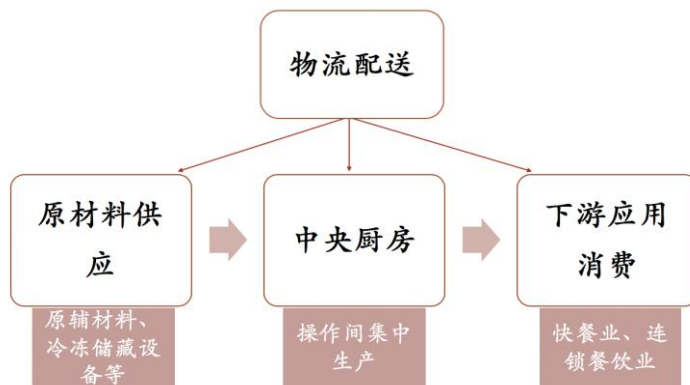 物流配送
原材料供
应
中央厨房
下游应用
消费
原辅材料、
冷冻储藏设
备等
操作间集中
生产
快餐业、连
锁餐饮业